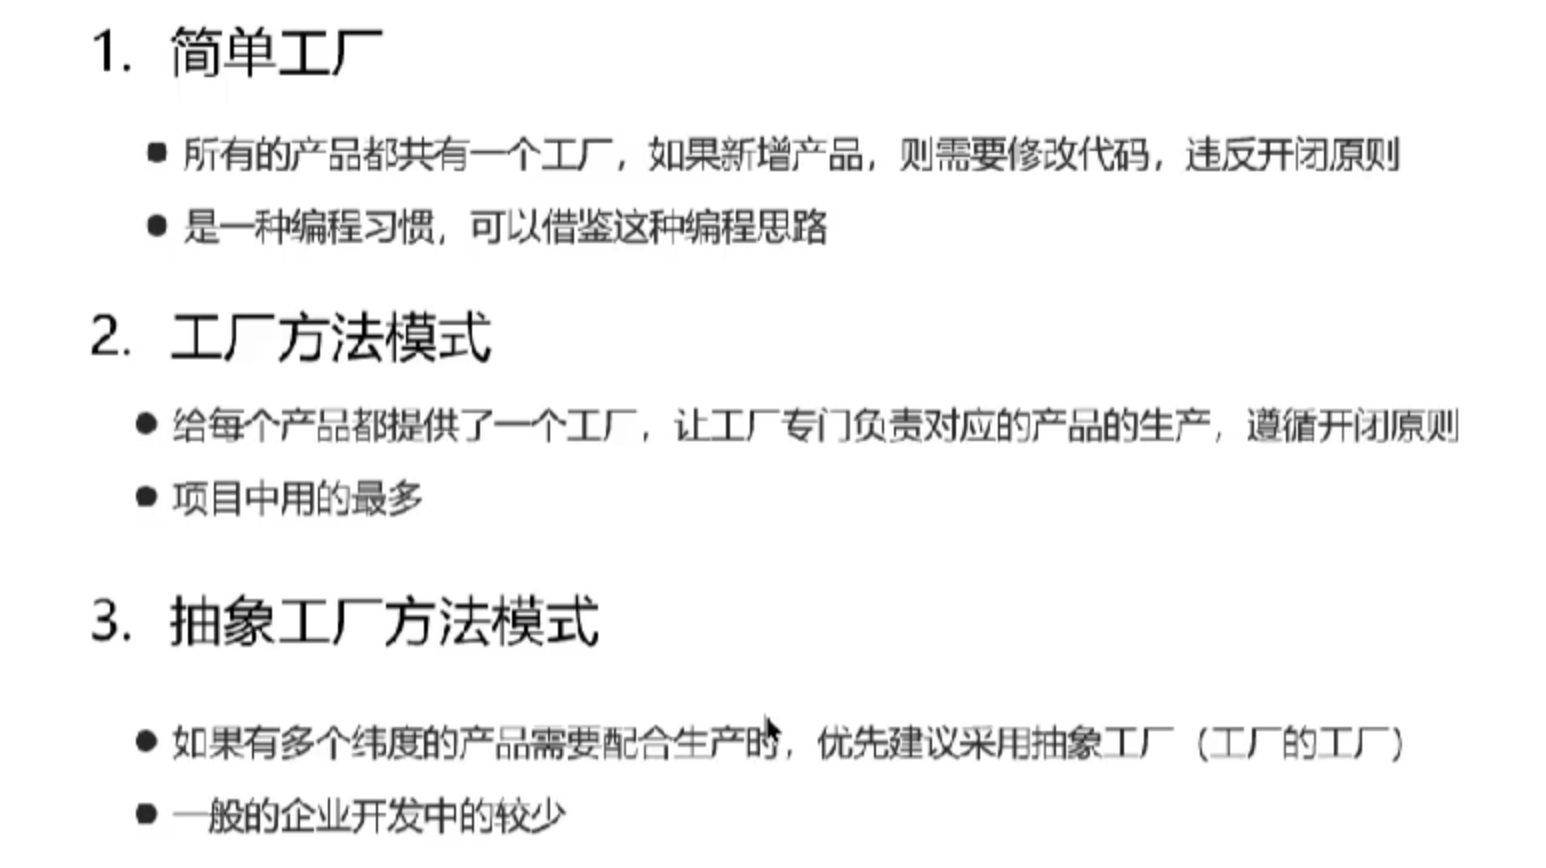 1. 简单工厂
所有的产品都共有一个工厂，如果新增产品，则需要修改代码，违反开闭原则
是一种编程习惯，可以借鉴这种编程思路
2. 工厂方法模式
给每个产品都提供了一个工厂，让工厂专门负责对应的产品的生产，遵循开闭原则
项目中用的最多
3. 抽象工厂方法模式
如果有多个纬度的产品需要配合生产时，优先建议采用抽象工厂（工厂的工厂）
一般的企业开发中的较少